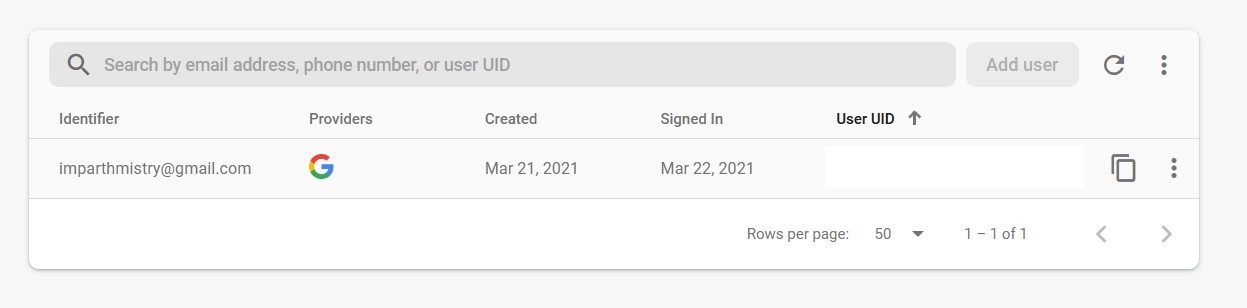 Search by email address, phone number, or user UID Add user
Identifier Providers Created Signed In User UID
imparthmistry@gmail.com Mar 21, 2021 Mar 22, 2021
Rows per page: 50 1 – 1 of 1